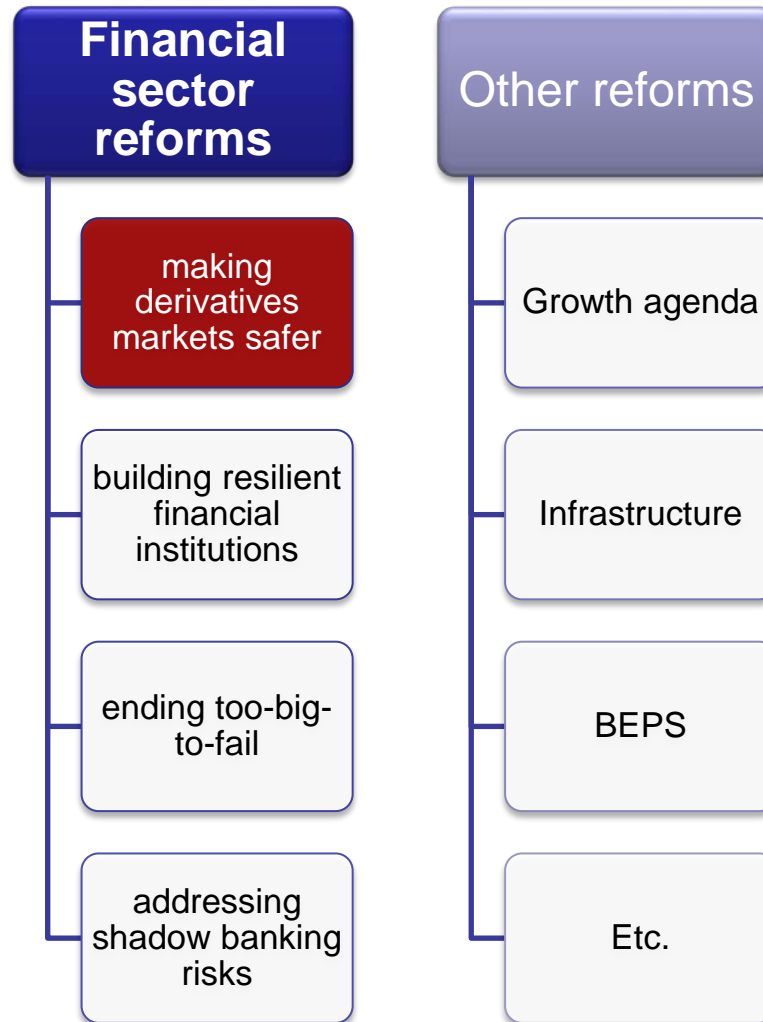 Financial
sector
reforms
making
derivatives
markets safer
building resilient
financial
institutions
ending too-big-
to-fail
addressing
shadow banking
risks
Other reforms
Growth agenda
Infrastructure
BEPS
Etc.